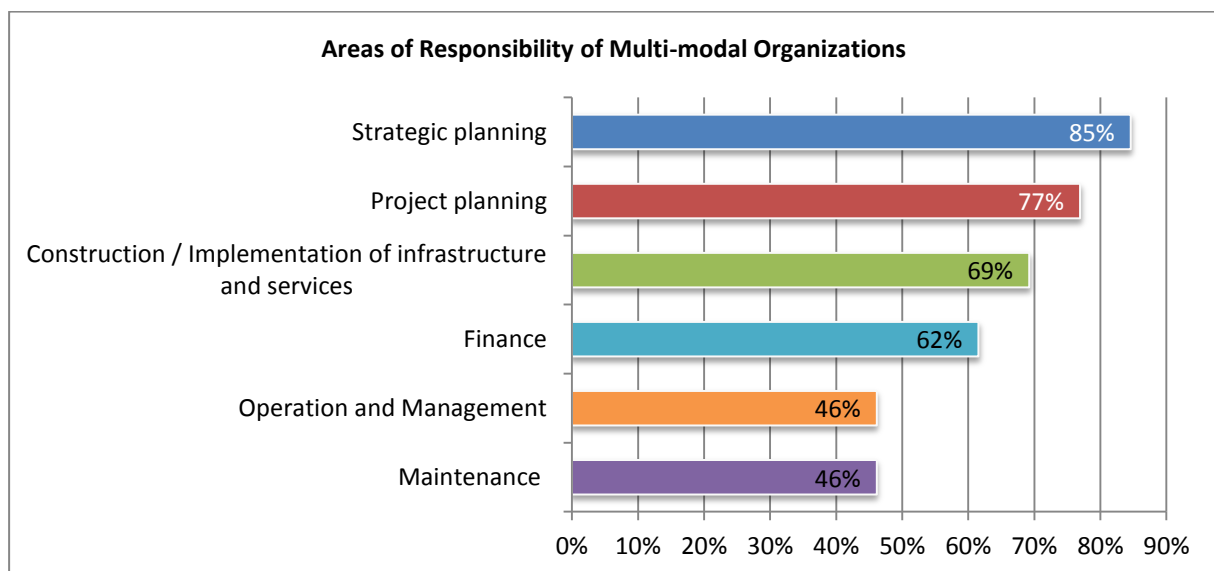 Areas of Responsibility of Multi-modal Organizations
Strategic planning
85%
Project planning
77%
Construction / Implementation of infrastructure
and services
69%
Finance
62%
Operation and Management
46%
Maintenance
46%
0% 10% 20% 30% 40% 50% 60% 70% 80% 90%